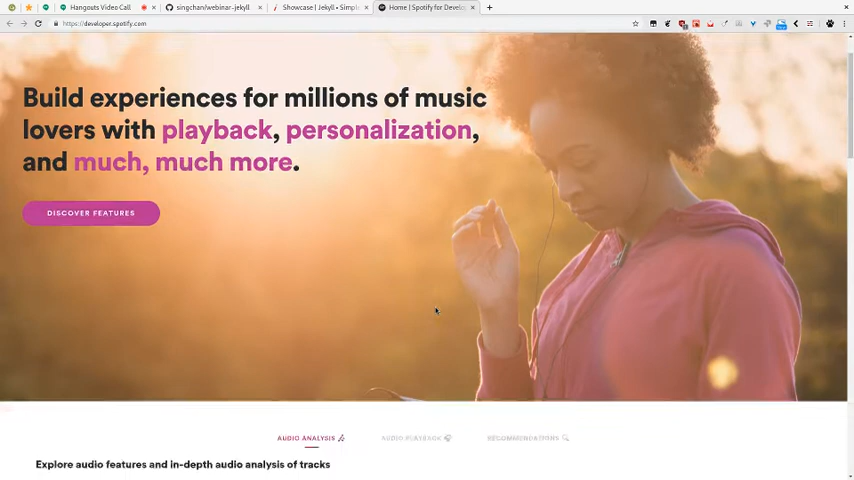 Hangouts Video Call
singchan/webinar-jekyll
Showcase | Jekyll • Simple
Home | Spotify for Develo
https://developer.spotify.com
Build experiences for millions of music
lovers with playback, personalization,
and much, much more.
DISCOVER FEATURES
AUDIO ANALYSIS
AUDIO PLAYBACK
RECOMMENDATIONS
Explore audio features and in-depth audio analysis of tracks